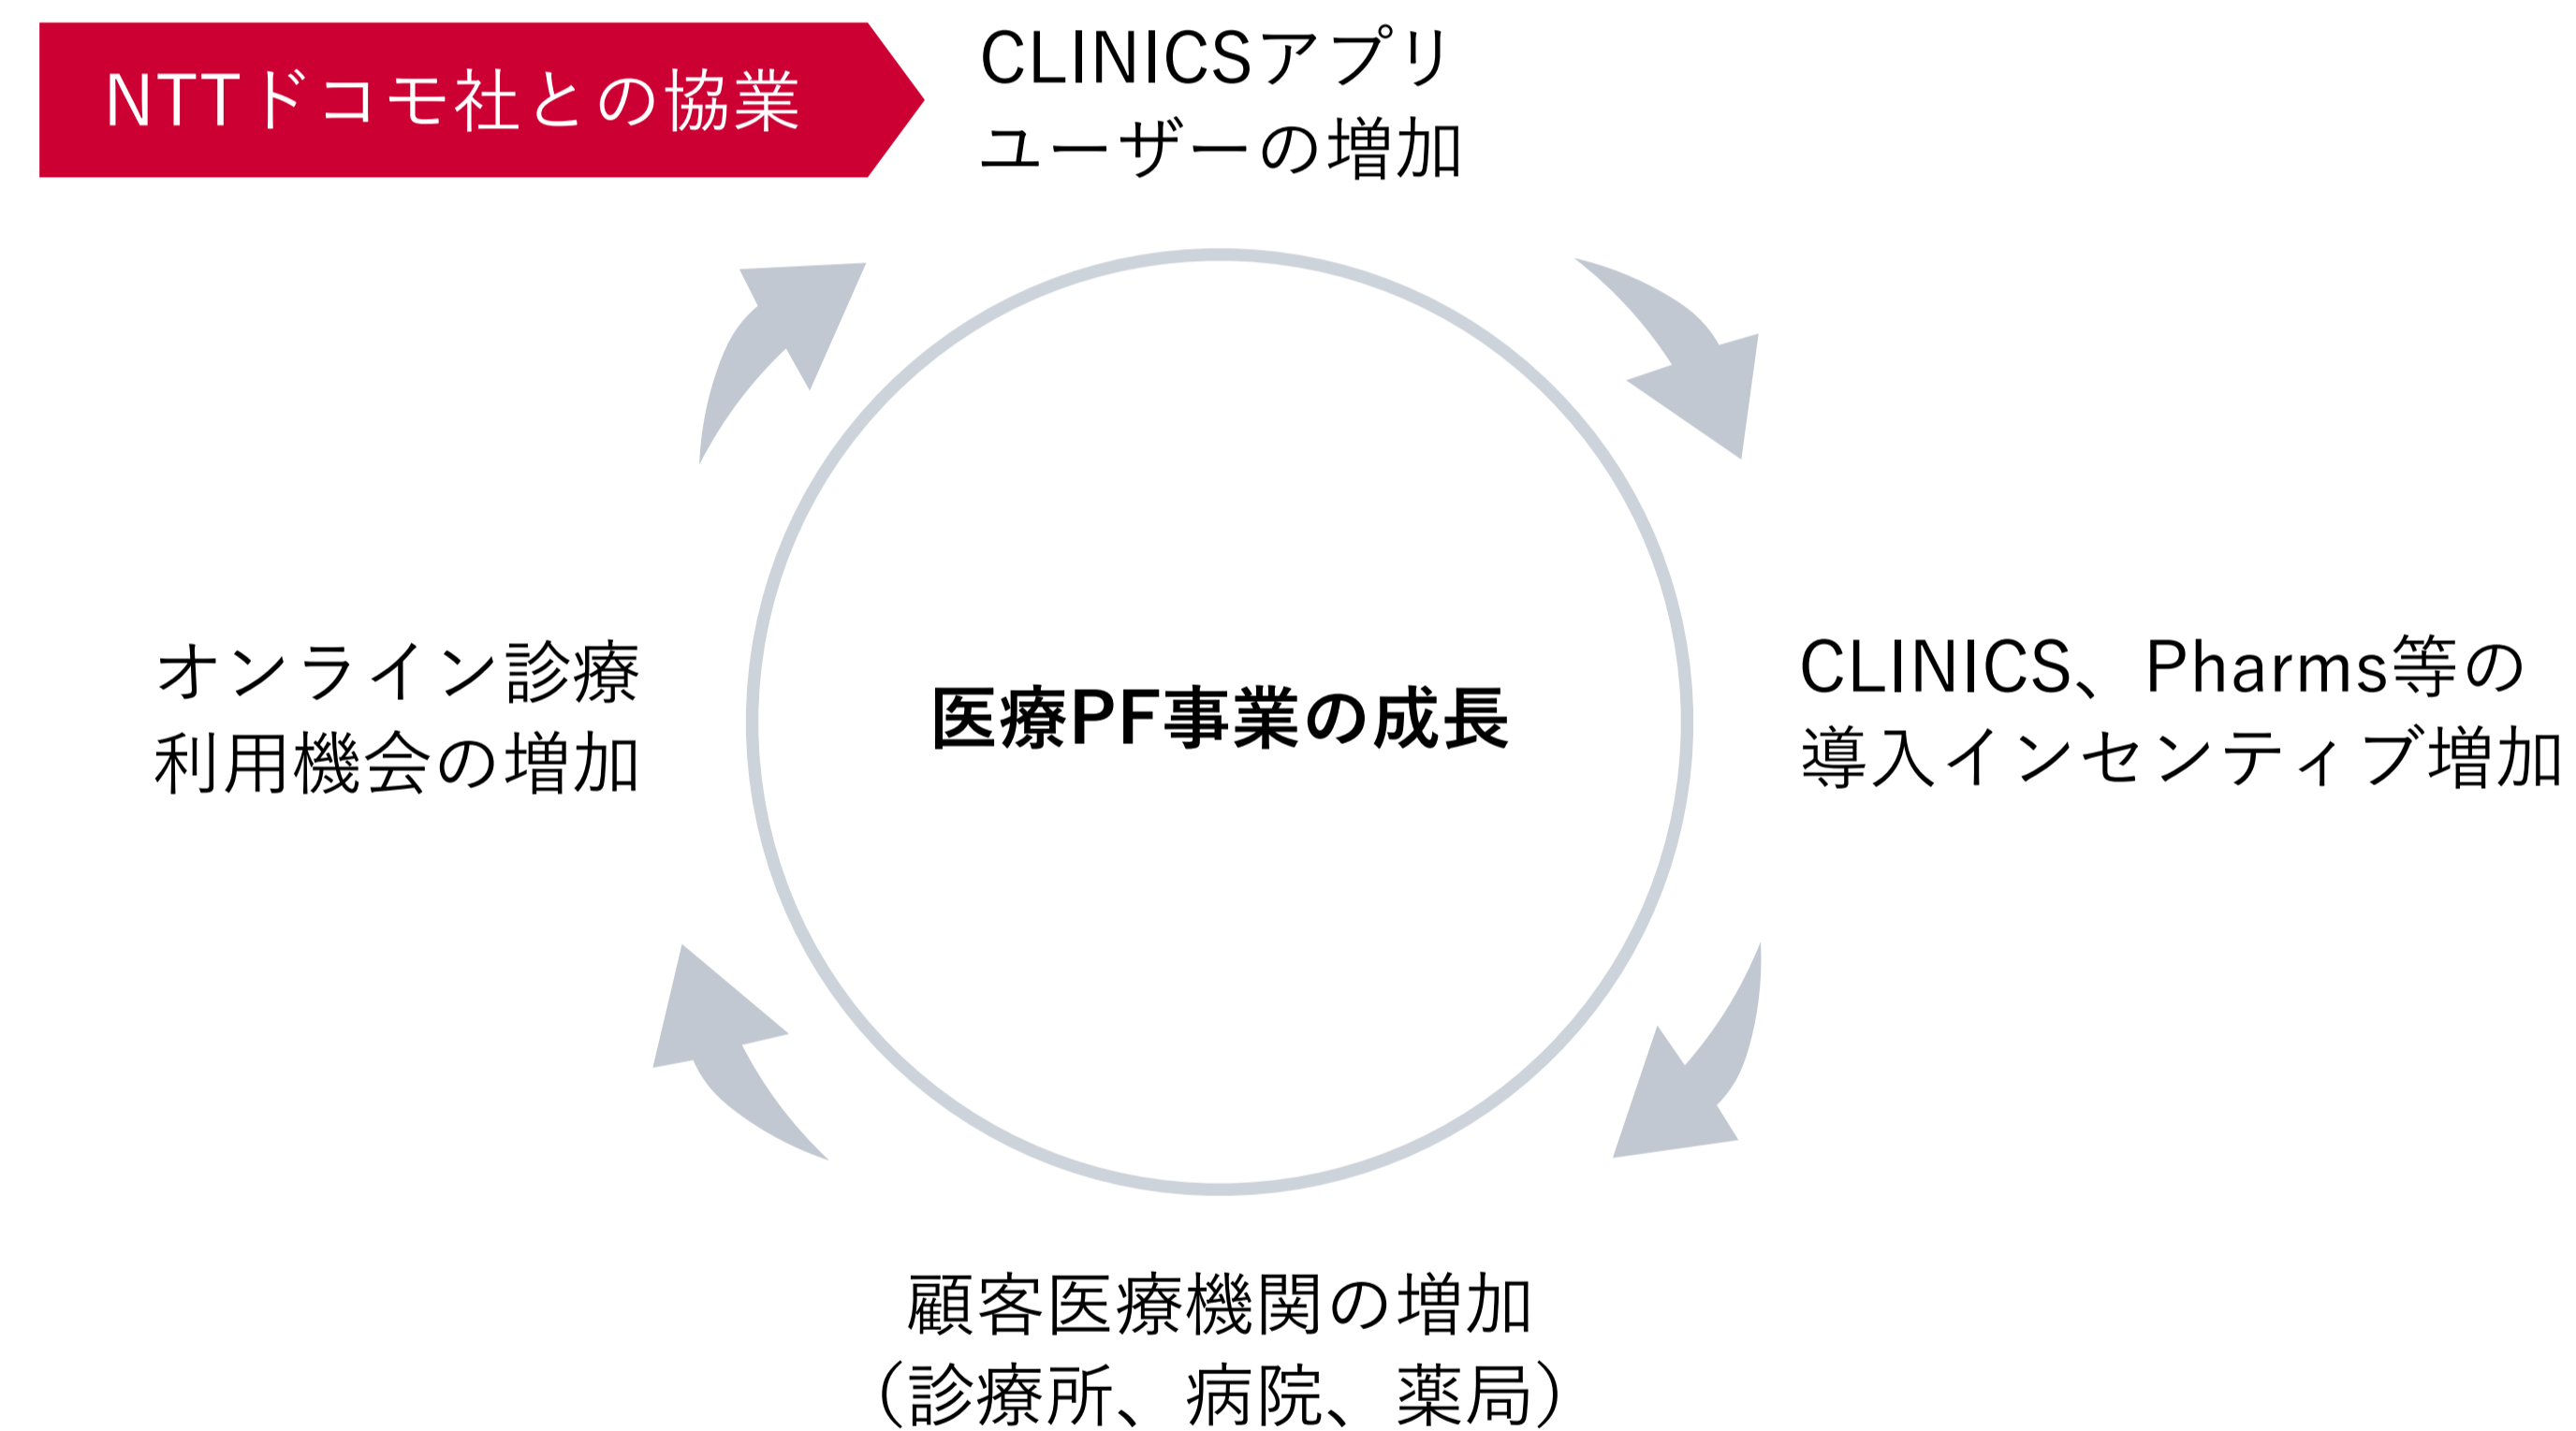 NTTドコモ社との協業
CLINICSアプリ
ユーザーの増加
オンライン診療
利用機会の増加
医療PF事業の成長
CLINICS、Pharms等の
導入インセンティブ増加
顧客医療機関の増加
（診療所、病院、薬局）